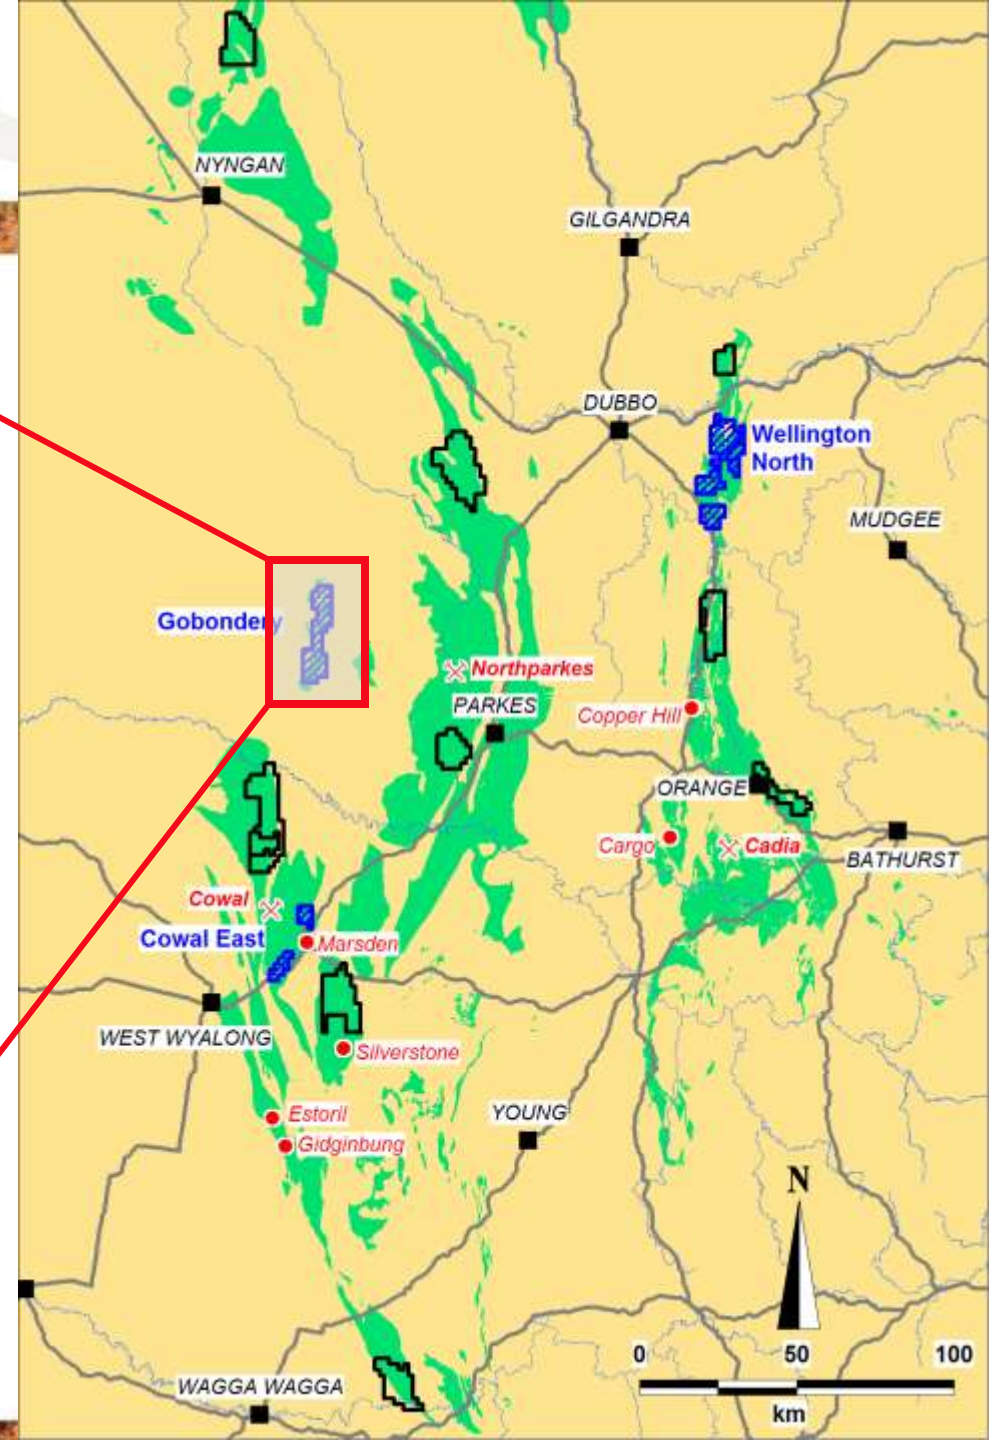 NYNGAN
GILGANDRA
DUBBO
Wellington
North
MUDGEE
Gobondery
Northparkes
PARKES
Copper Hill
ORANGE
Cargo
Cadia
BATHURST
Cowal
Cowal East
Marsden
WEST WYALONG
Silverstone
Estoril
Gidginbung
YOUNG
N
0 50 100
km
WAGGA WAGGA